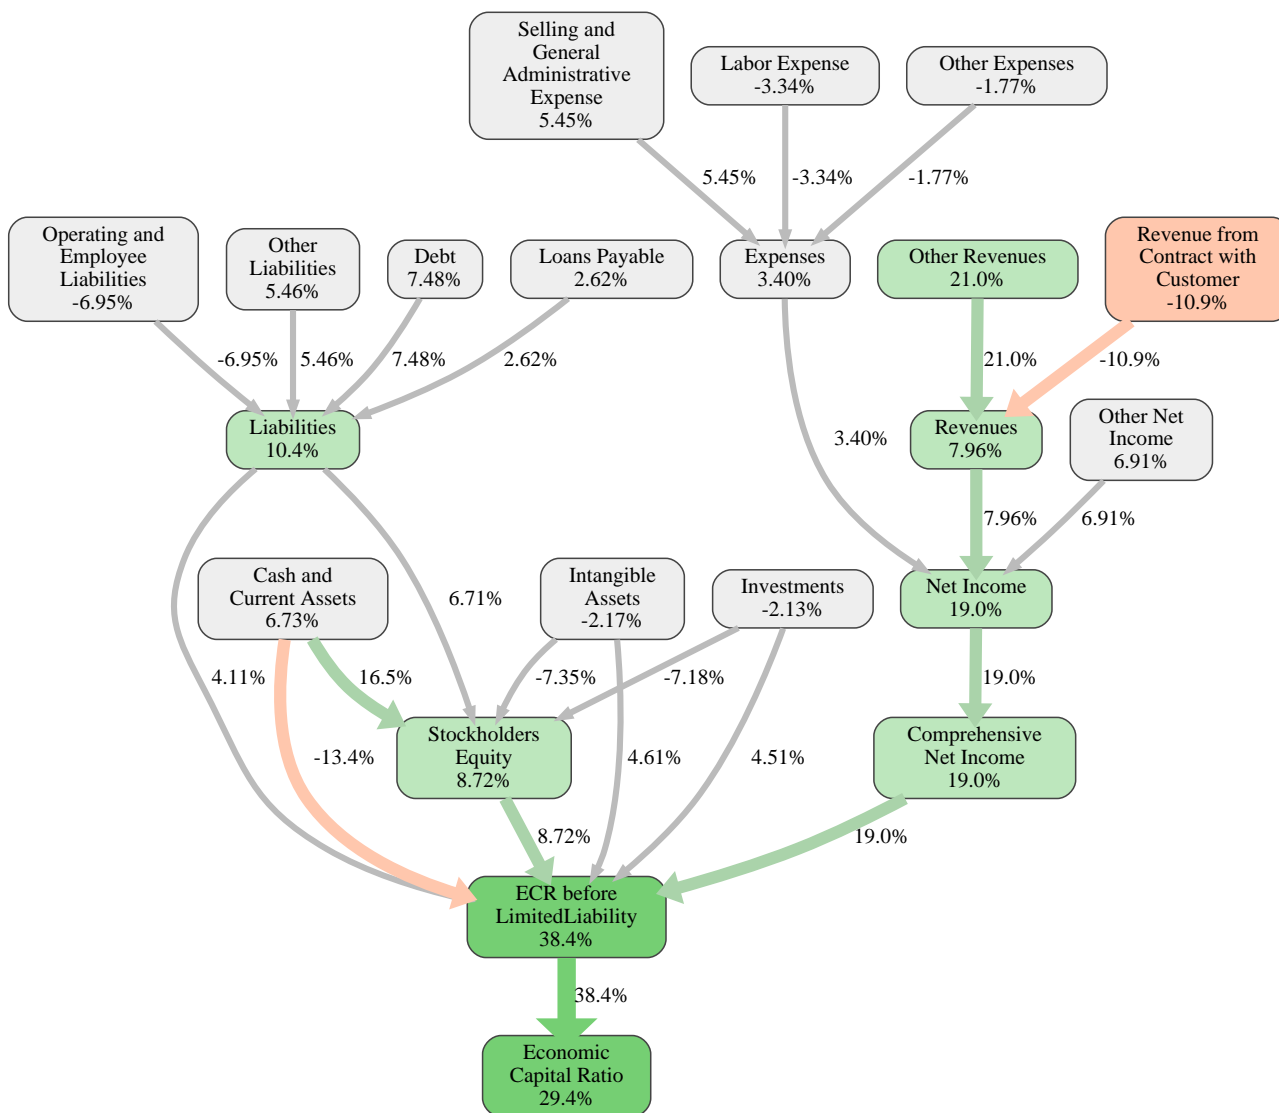 Selling and
General
Administrative
Expense
5.45%
Labor Expense
-3.34%
Other Expenses
-1.77%
5.45%
-3.34%
-1.77%
Operating and
Employee
Liabilities
-6.95%
Other
Liabilities
5.46%
Debt
7.48%
Loans Payable
2.62%
Expenses
3.40%
Other Revenues
21.0%
Revenue from
Contract with
Customer
-10.9%
-6.95%
5.46%
7.48%
2.62%
21.0%
-10.9%
Liabilities
10.4%
3.40%
Revenues
7.96%
Other Net
Income
6.91%
7.96%
6.91%
Cash and
Current Assets
6.73%
6.71%
Intangible
Assets
-2.17%
Investments
-2.13%
Net Income
19.0%
4.11%
16.5%
-7.35%
-7.18%
19.0%
-13.4%
Stockholders
Equity
8.72%
4.61%
4.51%
Comprehensive
Net Income
19.0%
8.72%
19.0%
ECR before
LimitedLiability
38.4%
38.4%
Economic
Capital Ratio
29.4%